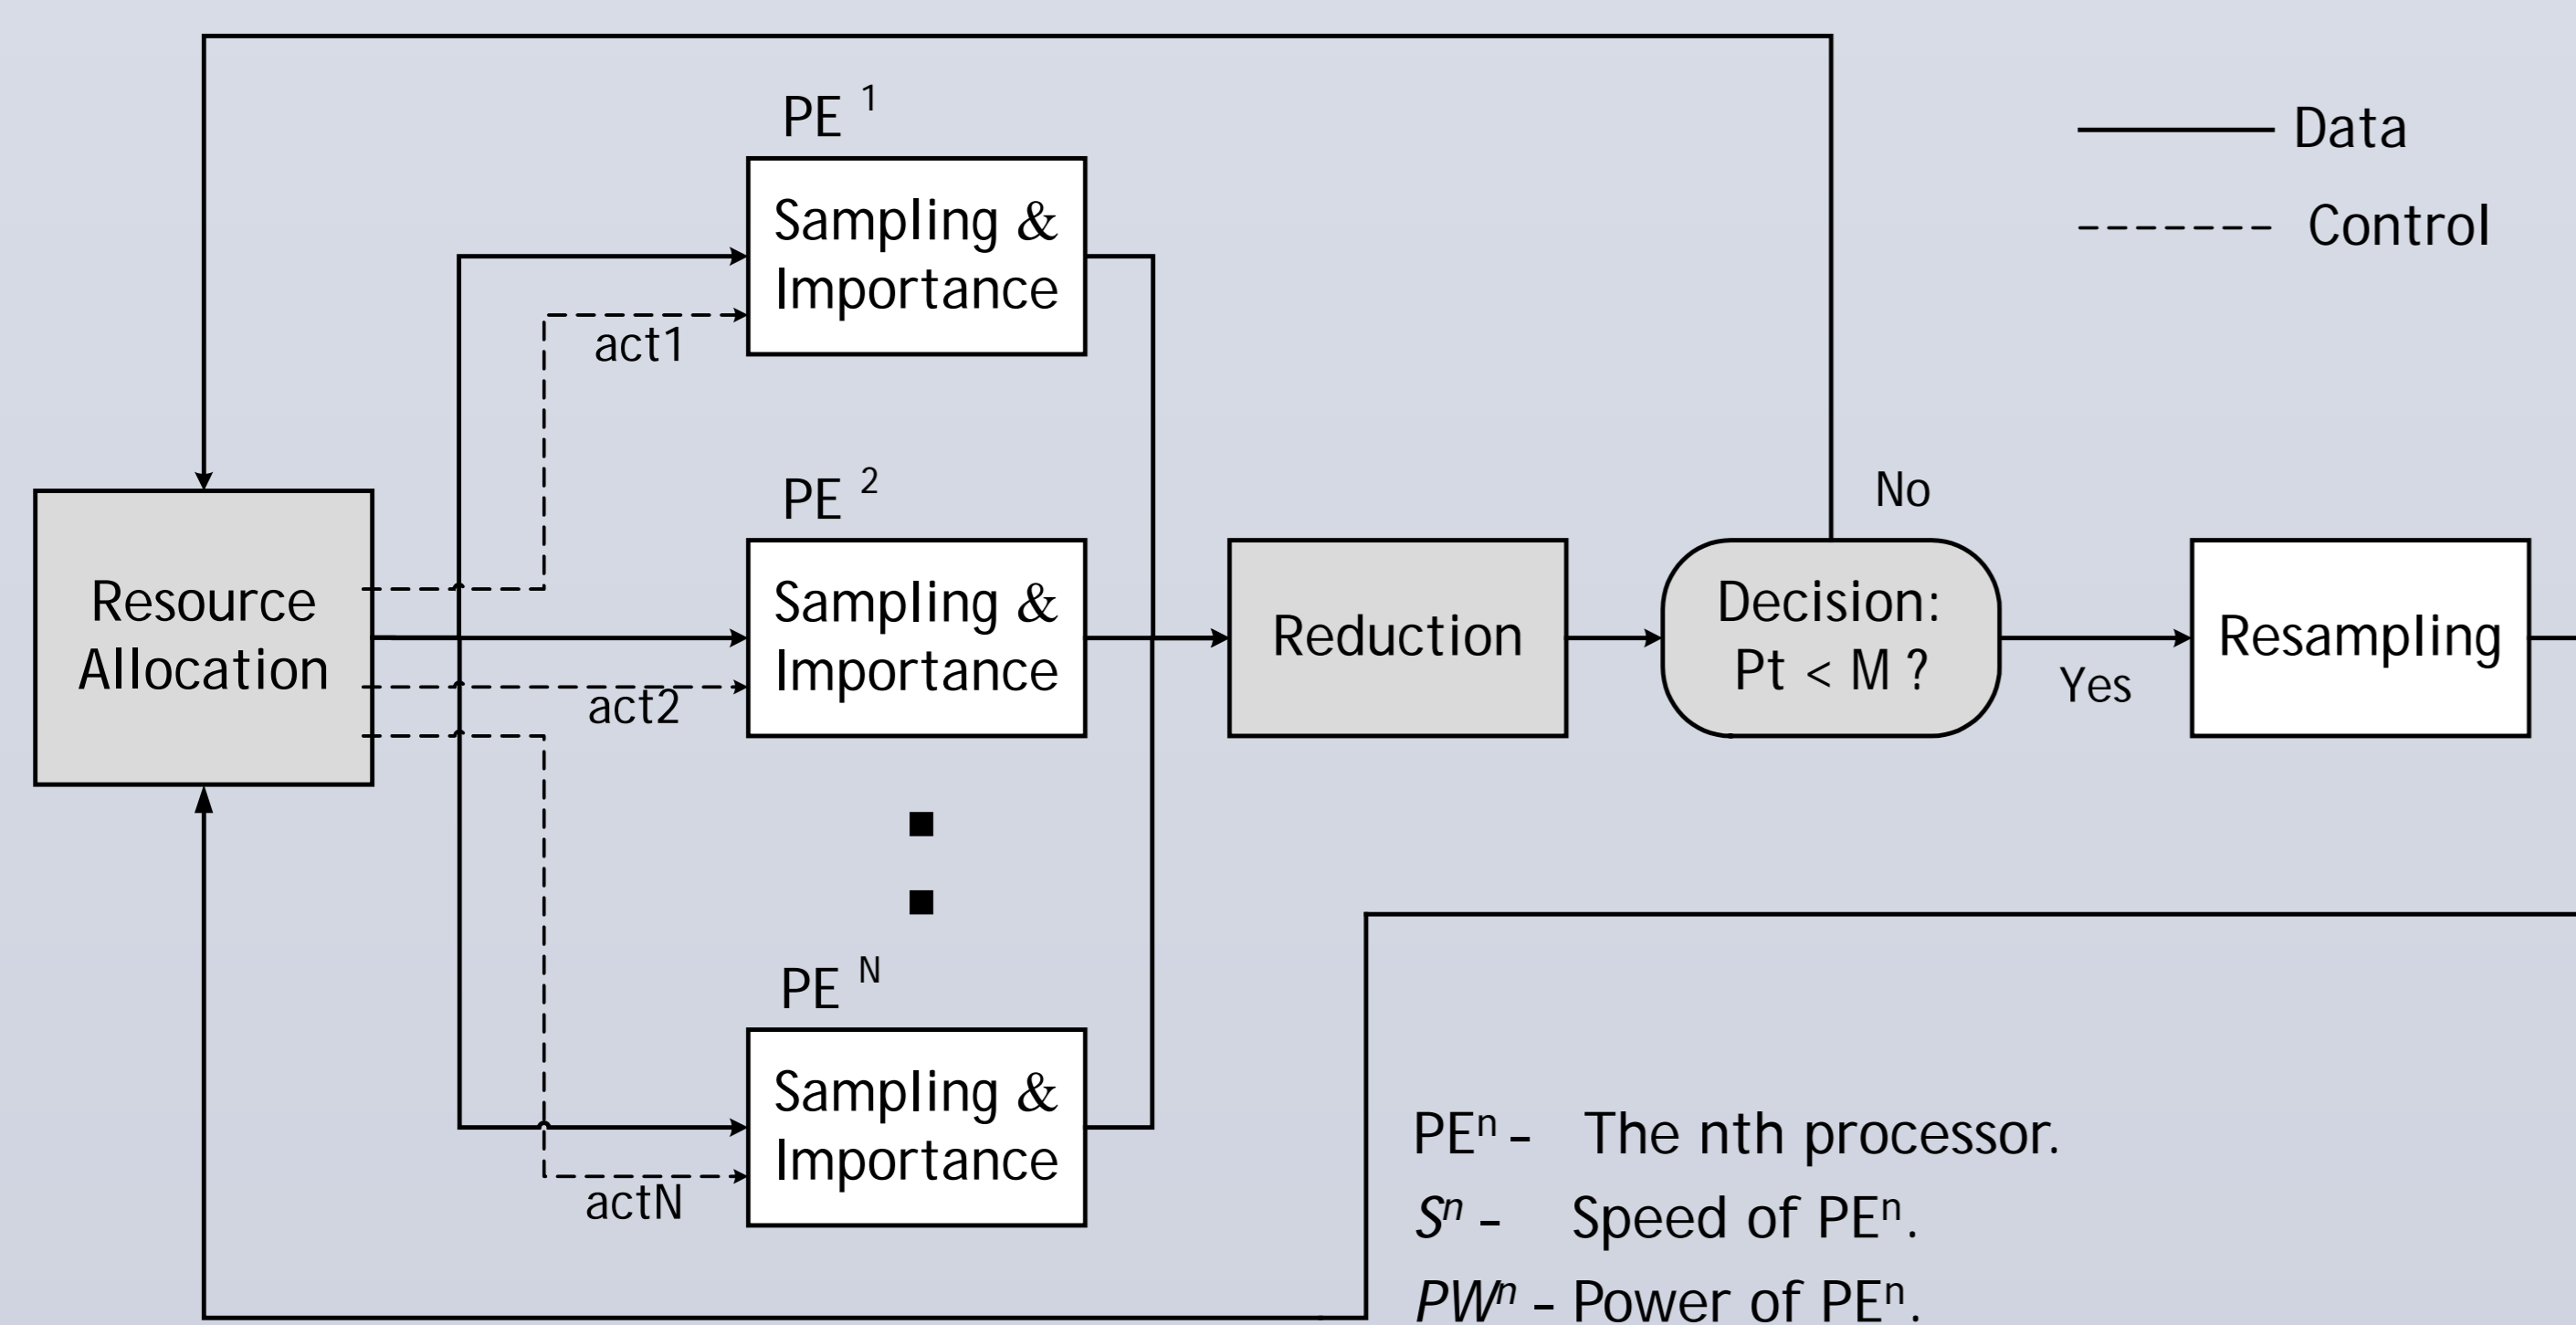 PE 1
Data
Sampling &
Importance
Control
act1
PE 2
No
Resource
Allocation
Sampling &
Importance
act2
Reduction
Decision:
Pt < M ?
Yes
Resampling
PE N
Sampling &
Importance
actN
PEⁿ - The nth processor.
Sⁿ - Speed of PEⁿ.
PWⁿ - Power of PEⁿ.